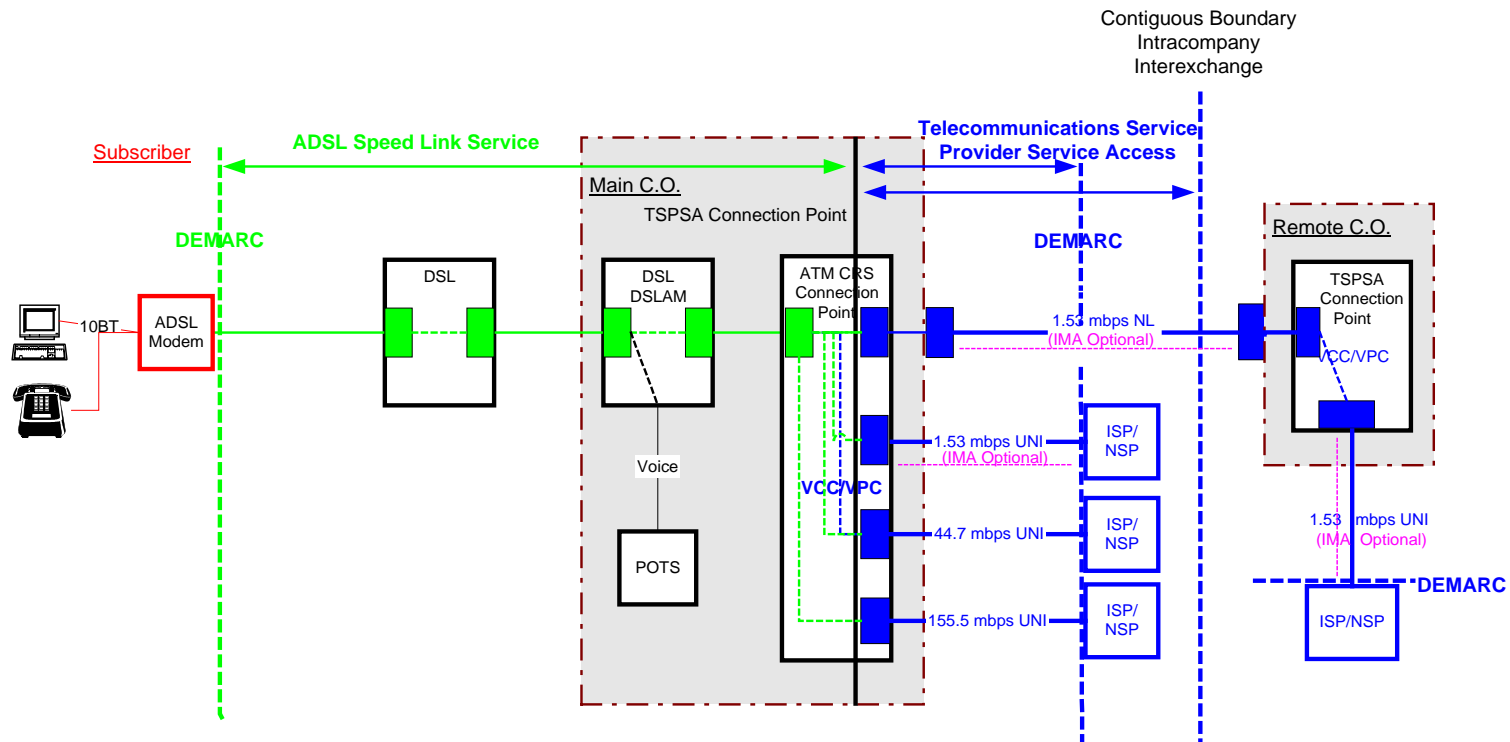 Contiguous Boundary
Intracompany
Interexchange
Subscriber
ADSL Speed Link Service
Telecommunications Service
Provider Service Access
Main C.O.
TSPSA Connection Point
DEMARC
DEMARC
Remote C.O.
DSL
DSL
DSLAM
ATM CRS
Connection
Point
TSPSA
Connection
Point
10BT
ADSL
Modem
1.53 mbps NL
(IMA Optional)
VCC/VPC
1.53 mbps UNI
(IMA Optional)
ISP/
NSP
Voice
VCC/VPC
44.7 mbps UNI
ISP/
NSP
1.53 mbps UNI
(IMA Optional)
POTS
DEMARC
155.5 mbps UNI
ISP/
NSP
ISP/NSP